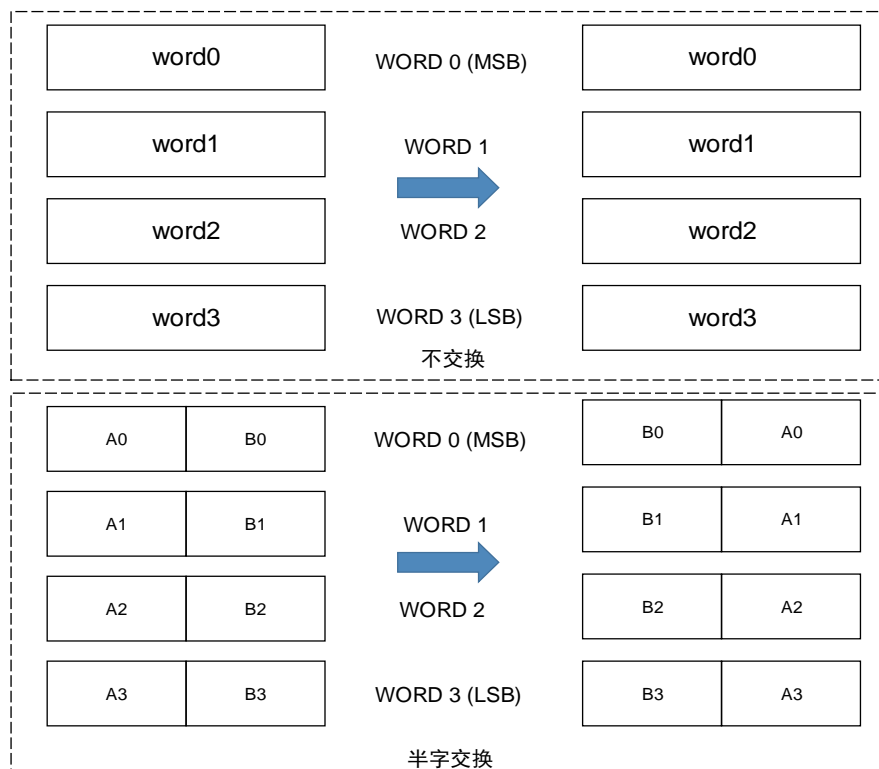 word0 WORD 0 (MSB) word0
word1 WORD 1 word1
word2 WORD 2 word2
word3 WORD 3 (LSB) word3
不交换
A0 B0 WORD 0 (MSB) B0 A0
A1 B1 WORD 1 B1 A1
A2 B2 WORD 2 B2 A2
A3 B3 WORD 3 (LSB) B3 A3
半字交换